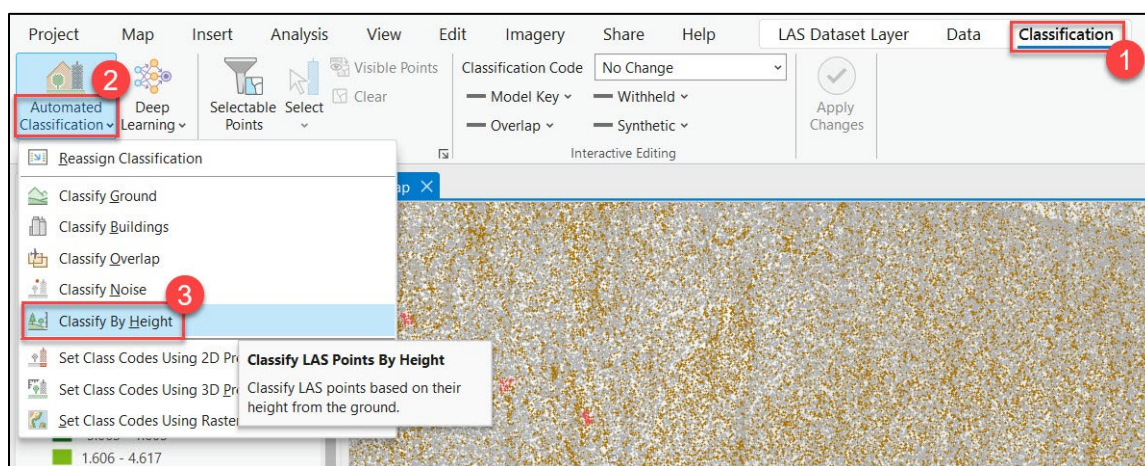 Project Map Insert Analysis View Edit Imagery Share Help LAS Dataset Layer Data Classification
1
2
Automated
Classification
Deep
Learning
Selectable
Points
Select
Visible Points
Clear
Classification Code No Change
Model Key Withheld
Overlap Synthetic
Interactive Editing
Apply
Changes
Reassign Classification
Classify Ground
Classify Buildings
Classify Overlap
Classify Noise
3
Classify By Height
Set Class Codes Using 2D
Set Class Codes Using 3D
Set Class Codes Using Raster
Classify LAS Points By Height
Classify LAS points based on their
height from the ground.
1.606 - 4.617